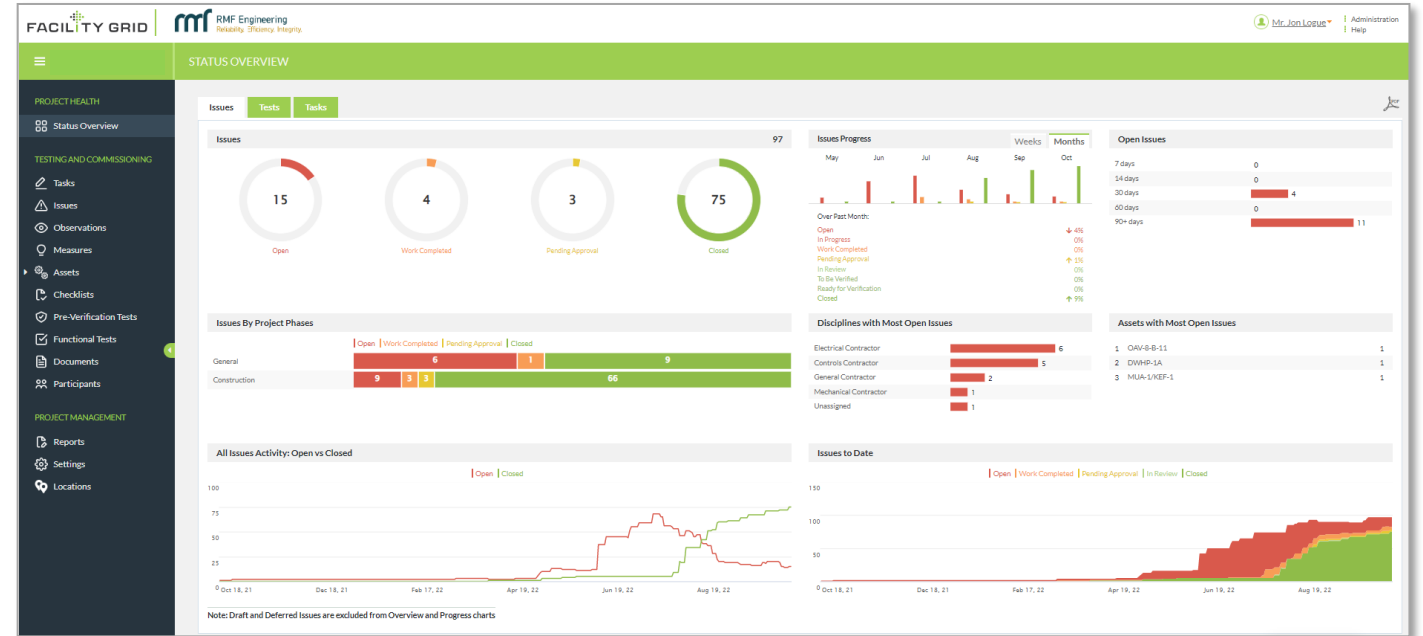 FACILITY GRID
RMF Engineering
Reliability. Efficiency. Integrity.
Mr. Jon Logue
Administration
Help
STATUS OVERVIEW
PROJECT HEALTH
Status Overview
TESTING AND COMMISSIONING
Tasks
Issues
Observations
Measures
Assets
Checklists
Pre-Verification Tests
Functional Tests
Documents
Participants
PROJECT MANAGEMENT
Reports
Settings
Locations
Issues Tests Tasks
Issues 97
15 4 3 75
Open Work Completed Pending Approval Closed
Issues Progress Weeks Months
May Jun Jul Aug Sep Oct
Over Past Month:
Open 4%
In Progress 0%
Work Completed 0%
Pending Approval 1%
In Review 0%
To Be Verified 0%
Ready for Verification 0%
Closed 9%
Open Issues
7 days 0
14 days 0
30 days 4
60 days 0
90+ days 11
Issues By Project Phases
Open Work Completed Pending Approval Closed
General 6 1 9
Construction 9 3 3 66
Disciplines with Most Open Issues
Electrical Contractor 6
Controls Contractor 5
General Contractor 2
Mechanical Contractor 1
Unassigned 1
Assets with Most Open Issues
1 OAV-8-B-11 1
2 DWHP-1A 1
3 MUA-1/KEF-1 1
All Issues Activity: Open vs Closed
Open Closed
100
75
50
25
0
Oct 18, 21 Dec 18, 21 Feb 17, 22 Apr 19, 22 Jun 19, 22 Aug 19, 22
Note: Draft and Deferred Issues are excluded from Overview and Progress charts
Issues to Date
Open Work Completed Pending Approval In Review Closed
150
100
50
0
Oct 18, 21 Dec 18, 21 Feb 17, 22 Apr 19, 22 Jun 19, 22 Aug 19, 22